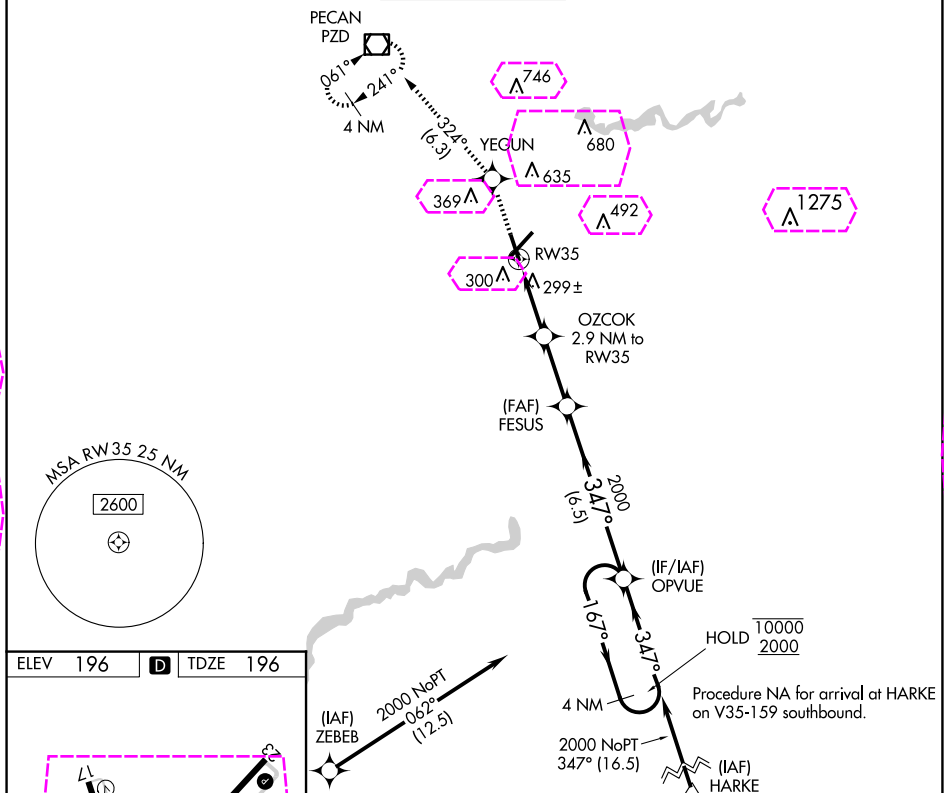 PECAN
PZD
061°
241°
4 NM
324°
(6.3)
746
YEGUN
680
635
369
492
1275
RW35
300
299±
OZCOK
2.9 NM to
RW35
(FAF)
FESUS
MSA RW35 25 NM
2600
2000
347°
(6.5)
(IF/IAF)
OPVUE
167°
347°
HOLD 10000
2000
4 NM
Procedure NA for arrival at HARKE
on V35-159 southbound.
ELEV 196 D TDZE 196
2000 NoPT
062°
(12.5)
(IAF)
ZEBEB
2000 NoPT
347° (16.5)
(IAF)
HARKE
17
23
P